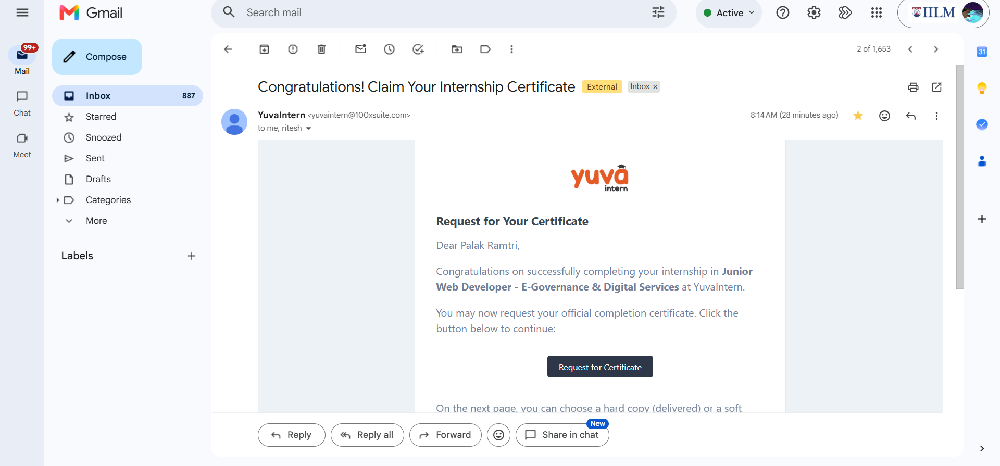 Gmail
Search mail
Active
IILM
99+
Mail
Chat
Meet
Compose
Inbox 887
Starred
Snoozed
Sent
Drafts
Categories
More
Labels
2 of 1,653
31
Congratulations! Claim Your Internship Certificate External Inbox ×
YuvaIntern <yuvaintern@100xsuite.com>
8:14 AM (28 minutes ago)
to me, ritesh
yuva
intern
Request for Your Certificate
Dear Palak Ramtri,
Congratulations on successfully completing your internship in Junior
Web Developer - E-Governance & Digital Services at YuvaIntern.
You may now request your official completion certificate. Click the
button below to continue:
Request for Certificate
On the next page, you can choose a hard copy (delivered) or a soft
Reply
Reply all
Forward
Share in chat
New